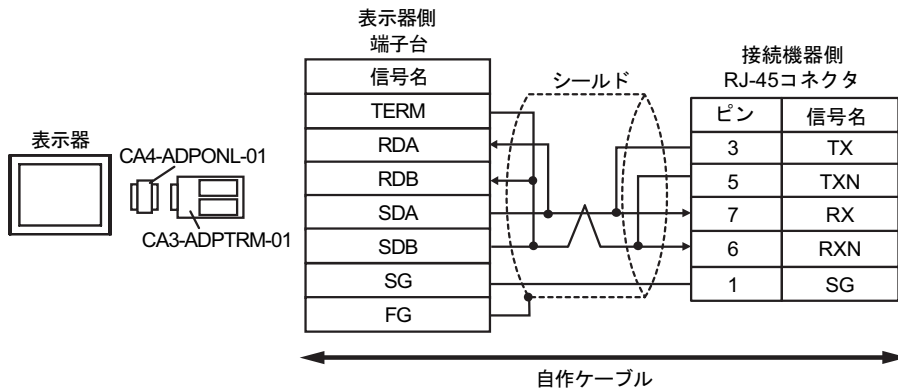 表示器
CA4-ADPONL-01
CA3-ADPTRM-01
表示器側
端子台
信号名
TERM
RDA
RDB
SDA
SDB
SG
FG
シールド
接続機器側
RJ-45コネクタ
ピン 信号名
3 TX
5 TXN
7 RX
6 RXN
1 SG
自作ケーブル